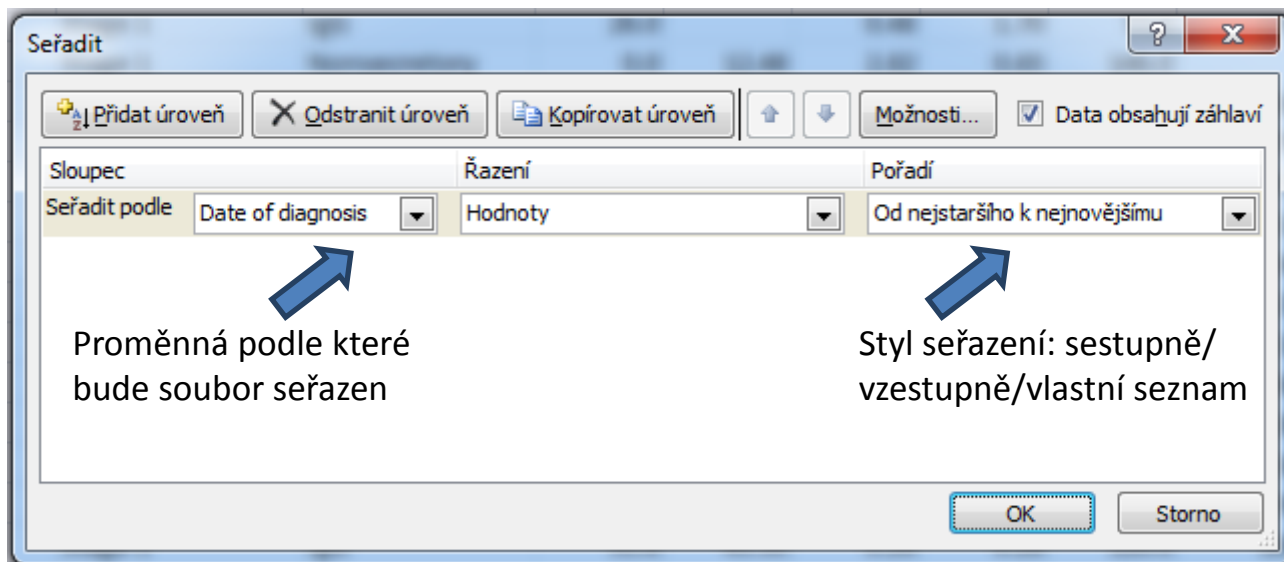 Seřadit
Přidat úroveň Odstranit úroveň Kopírovat úroveň Možnosti... Data obsahují záhlaví
Sloupec Řazení Pořadí
Seřadit podle Date of diagnosis Hodnoty Od nejstaršího k nejnovějšímu
Proměnná podle které
bude soubor seřazen
Styl seřazení: sestupně/
vzestupně/vlastní seznam
OK Storno